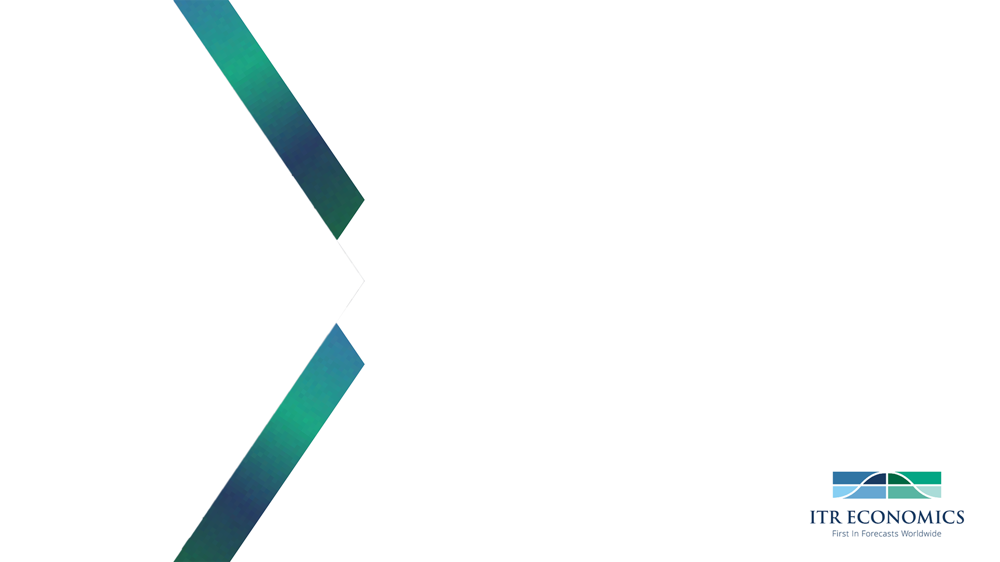 ITR ECONOMICS
First In Forecasts Worldwide